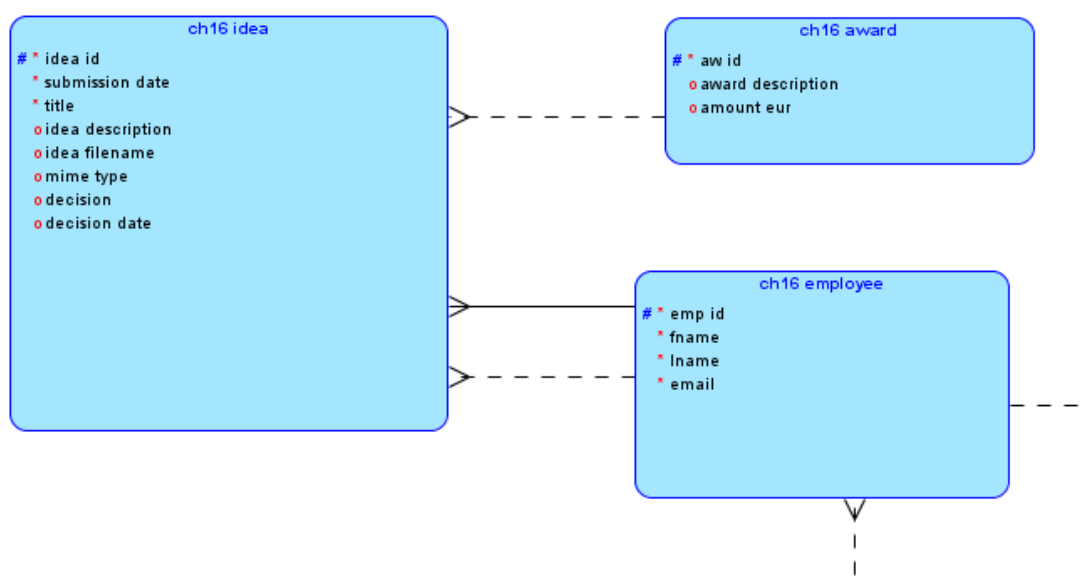 ch16 idea
# * idea id
* submission date
* title
o idea description
o idea filename
o mime type
o decision
o decision date
ch16 award
# * aw id
o award description
o amount eur
ch16 employee
# * emp id
* fname
* lname
* email